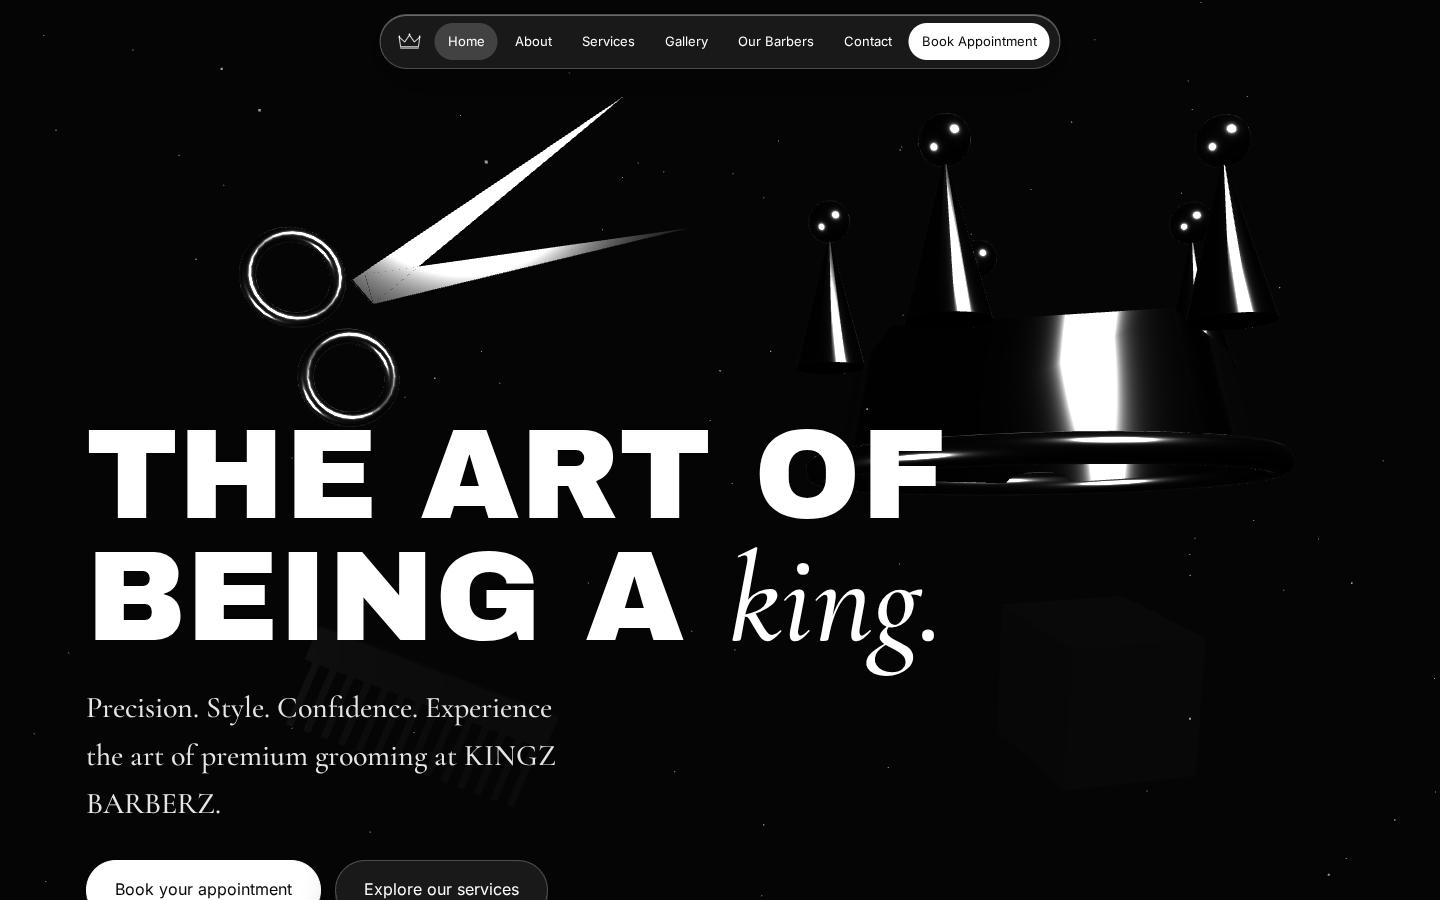 Home About Services Gallery Our Barbers Contact Book Appointment
THE ART OF
BEING A king.
Precision. Style. Confidence. Experience
the art of premium grooming at KINGZ
BARBERZ.
Book your appointment Explore our services